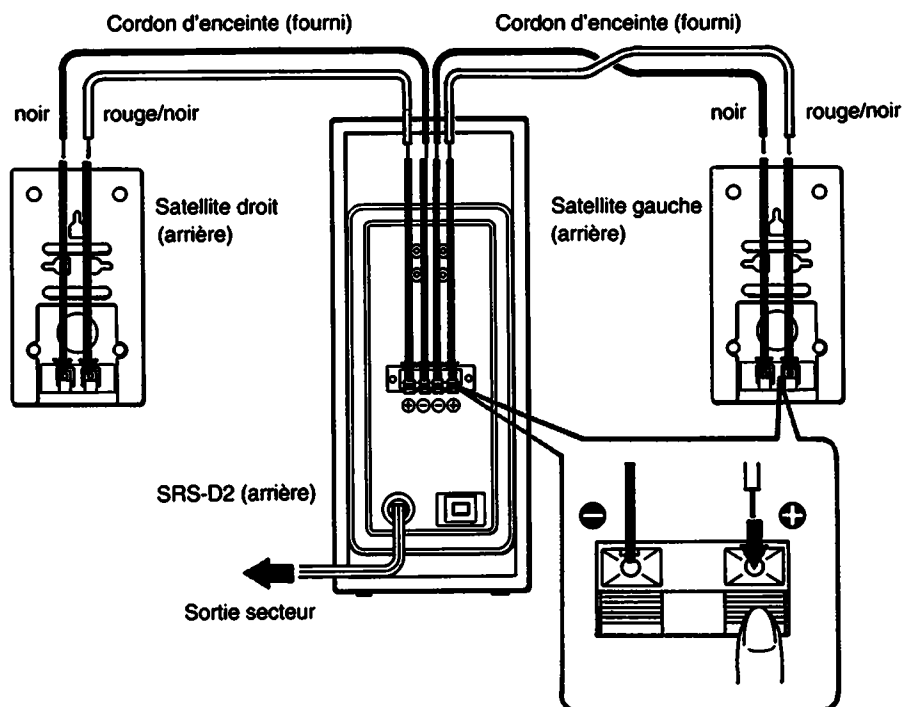 Cordon d'enceinte (fourni)
Cordon d'enceinte (fourni)
noir
rouge/noir
noir
rouge/noir
Satellite droit
(arrière)
Satellite gauche
(arrière)
⊕⊖⊖⊕
SRS-D2 (arrière)
⊖
⊕
Sortie secteur